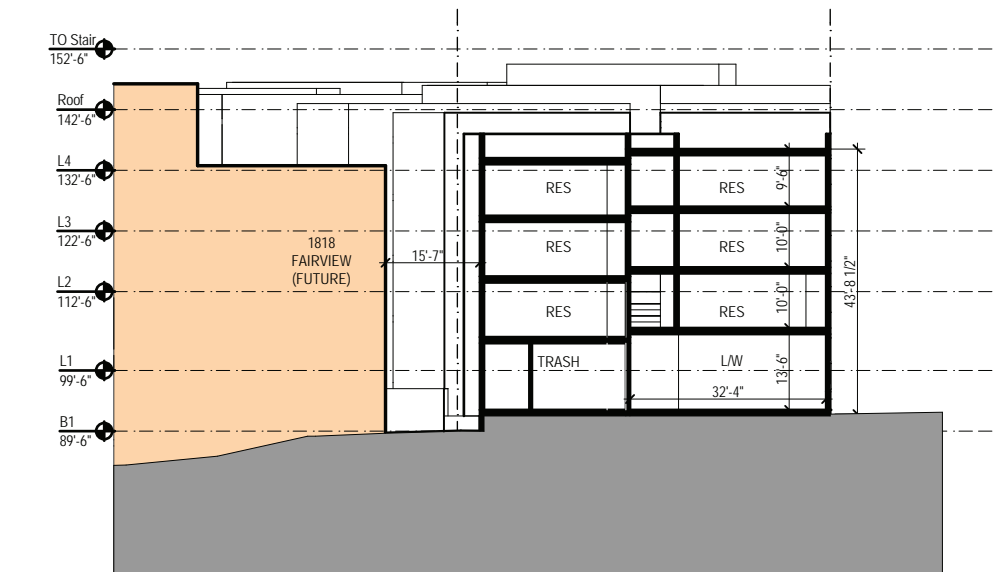 TO Stair
152'-6"
Roof
142'-6"
L4
132'-6"
L3
122'-6"
L2
112'-6"
L1
99'-6"
B1
89'-6"
1818
FAIRVIEW
(FUTURE)
15'-7"
RES
RES
9'-6"
RES
RES
10'-0"
RES
RES
10'-0"
43'-8 1/2"
TRASH
L/W
13'-6"
32'-4"